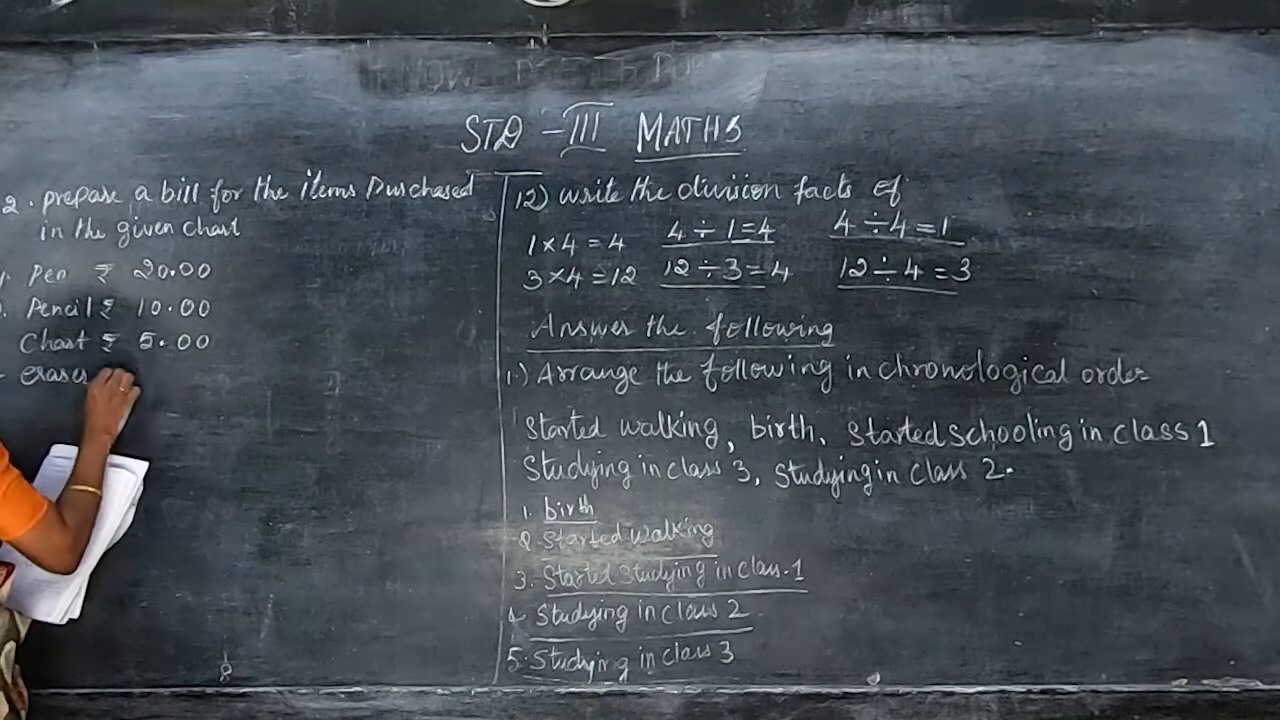 STD - III MATHS
2. prepare a bill for the items Purchased
in the given chart
Pen ₹ 20.00
Pencil ₹ 10.00
Chart ₹ 5.00
eraser
12) write the division facts of
1 × 4 = 4 4 ÷ 1 = 4 4 ÷ 4 = 1
3 × 4 = 12 12 ÷ 3 = 4 12 ÷ 4 = 3
Answer the following
1.) Arrange the following in chronological order
Started walking, birth, Started Schooling in class 1
Studying in class 3, Studying in class 2.
1. birth
2 Started walking
3. Started Studying in class.1
4 Studying in class 2
5. Studying in class 3